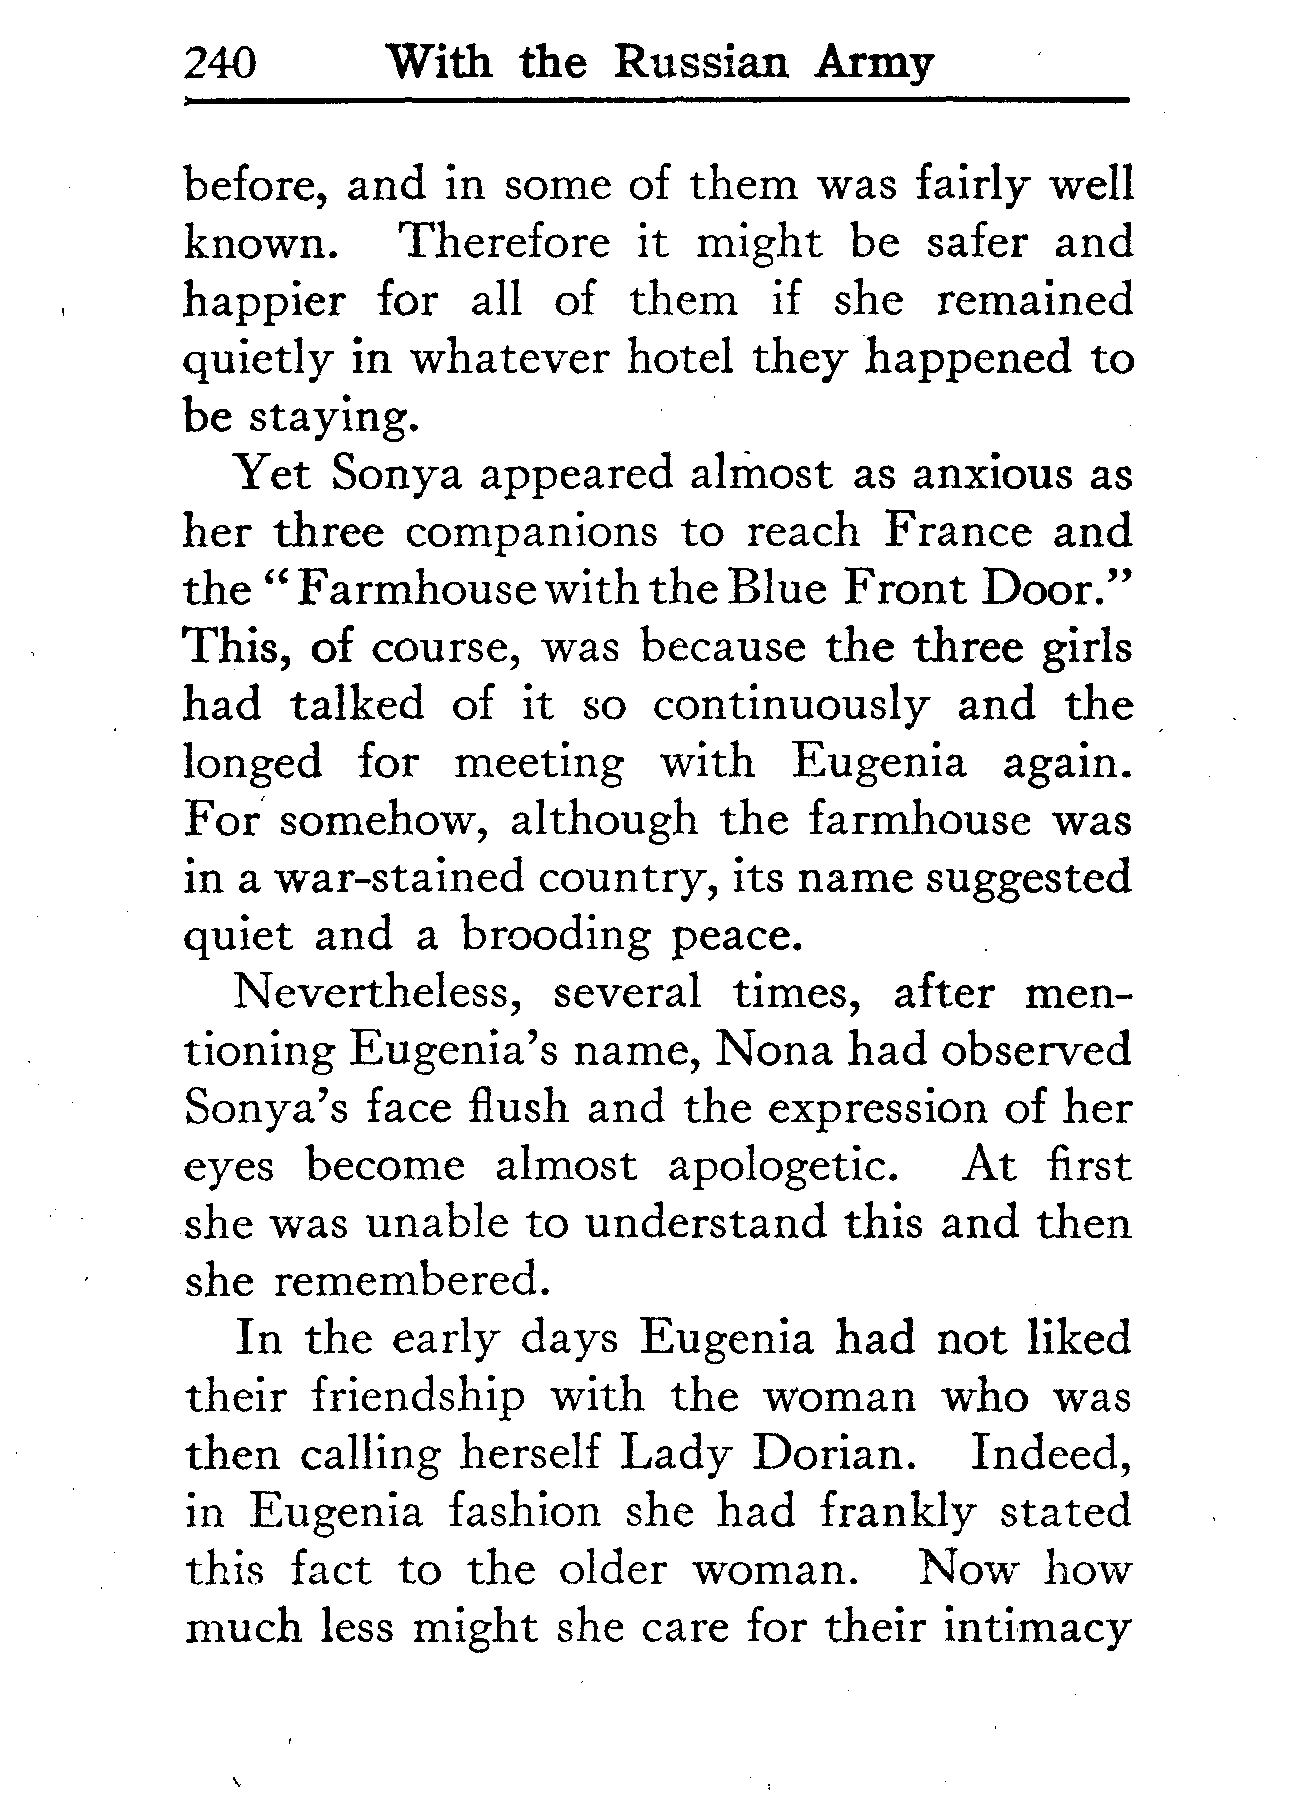 240 With the Russian Army
before, and in some of them was fairly well
known. Therefore it might be safer and
happier for all of them if she remained
quietly in whatever hotel they happened to
be staying.
Yet Sonya appeared almost as anxious as
her three companions to reach France and
the “Farmhouse with the Blue Front Door.”
This, of course, was because the three girls
had talked of it so continuously and the
longed for meeting with Eugenia again.
For somehow, although the farmhouse was
in a war-stained country, its name suggested
quiet and a brooding peace.
Nevertheless, several times, after men-
tioning Eugenia’s name, Nona had observed
Sonya’s face flush and the expression of her
eyes become almost apologetic. At first
she was unable to understand this and then
she remembered.
In the early days Eugenia had not liked
their friendship with the woman who was
then calling herself Lady Dorian. Indeed,
in Eugenia fashion she had frankly stated
this fact to the older woman. Now how
much less might she care for their intimacy